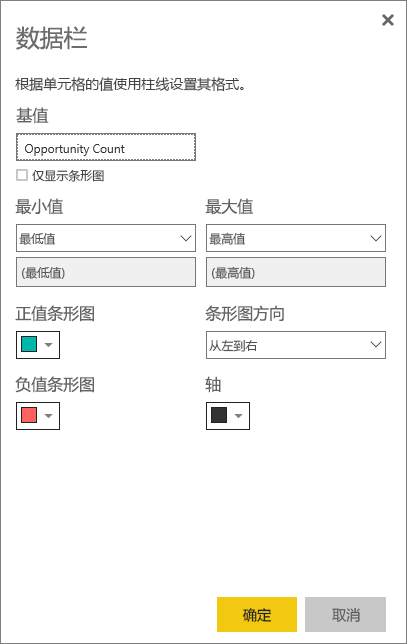 数据栏
根据单元格的值使用柱线设置其格式。
基值
Opportunity Count
仅显示条形图
最小值 最大值
最低值 最高值
(最低值) (最高值)
正值条形图 条形图方向
从左到右
负值条形图 轴
确定 取消